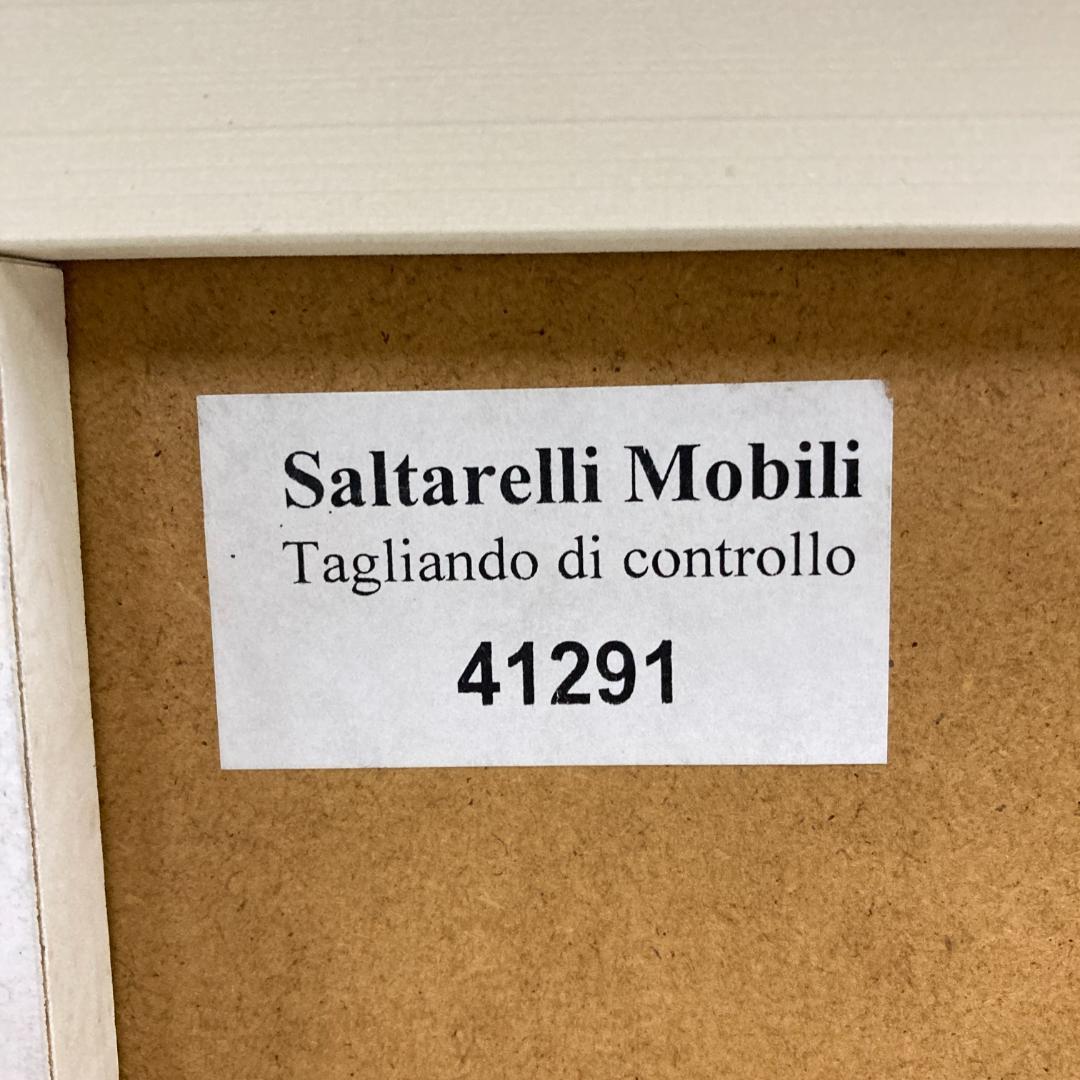 Saltarelli Mobili
Tagliando di controllo
41291